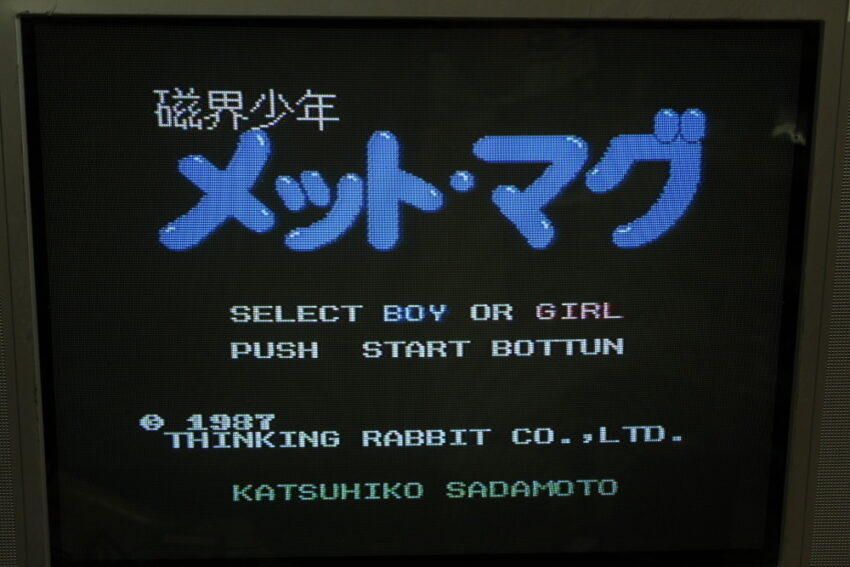 磁界少年
メット・マグ
SELECT BOY OR GIRL
PUSH START BOTTUN
© 1987
THINKING RABBIT CO.,LTD.
KATSUHIKO SADAMOTO